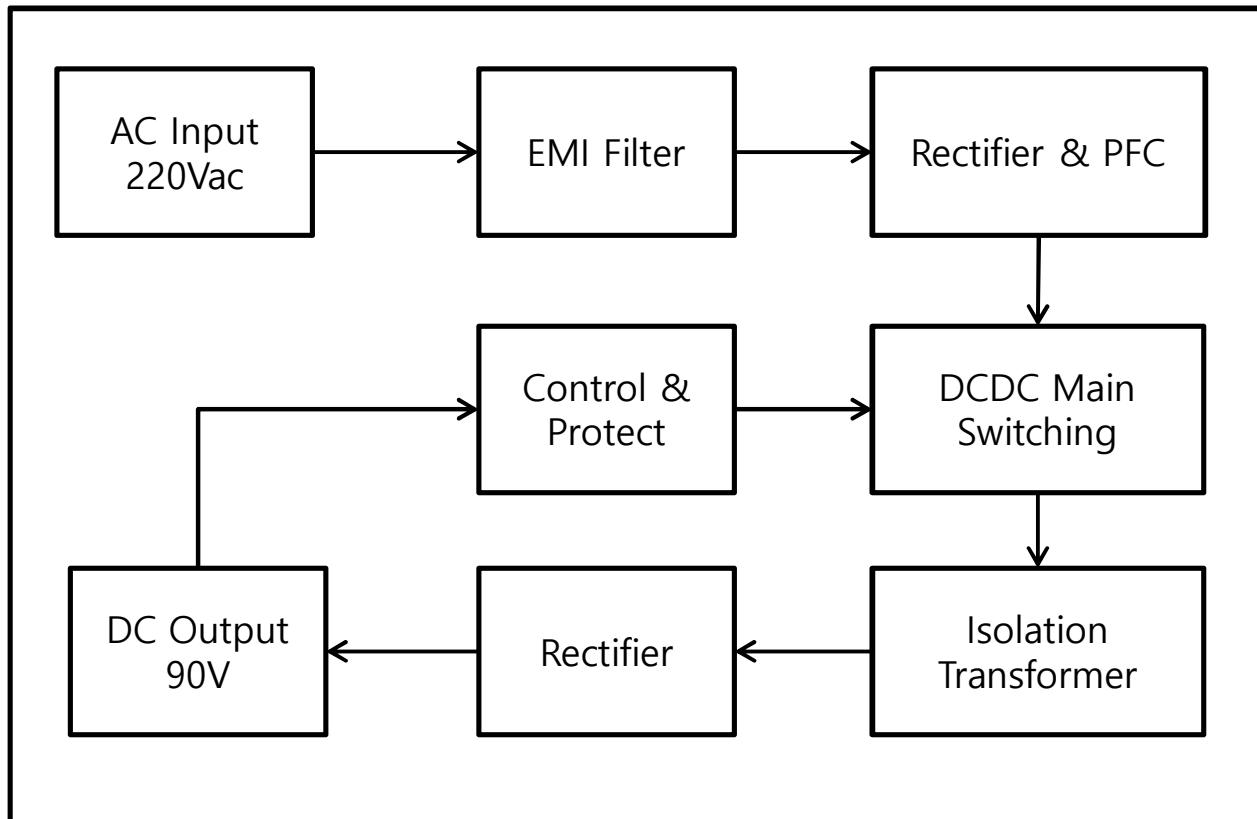 AC Input
220Vac
EMI Filter
Rectifier & PFC
Control &
Protect
DCDC Main
Switching
DC Output
90V
Rectifier
Isolation
Transformer